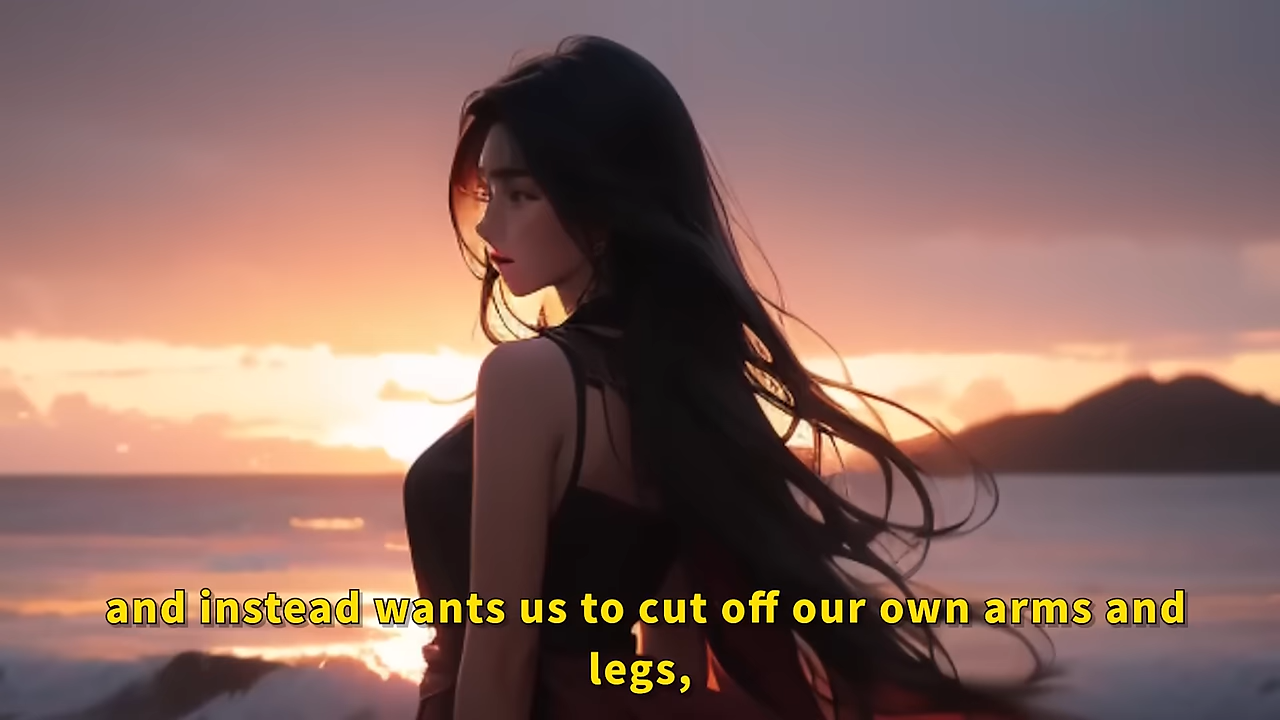 and instead wants us to cut off our own arms and
legs,